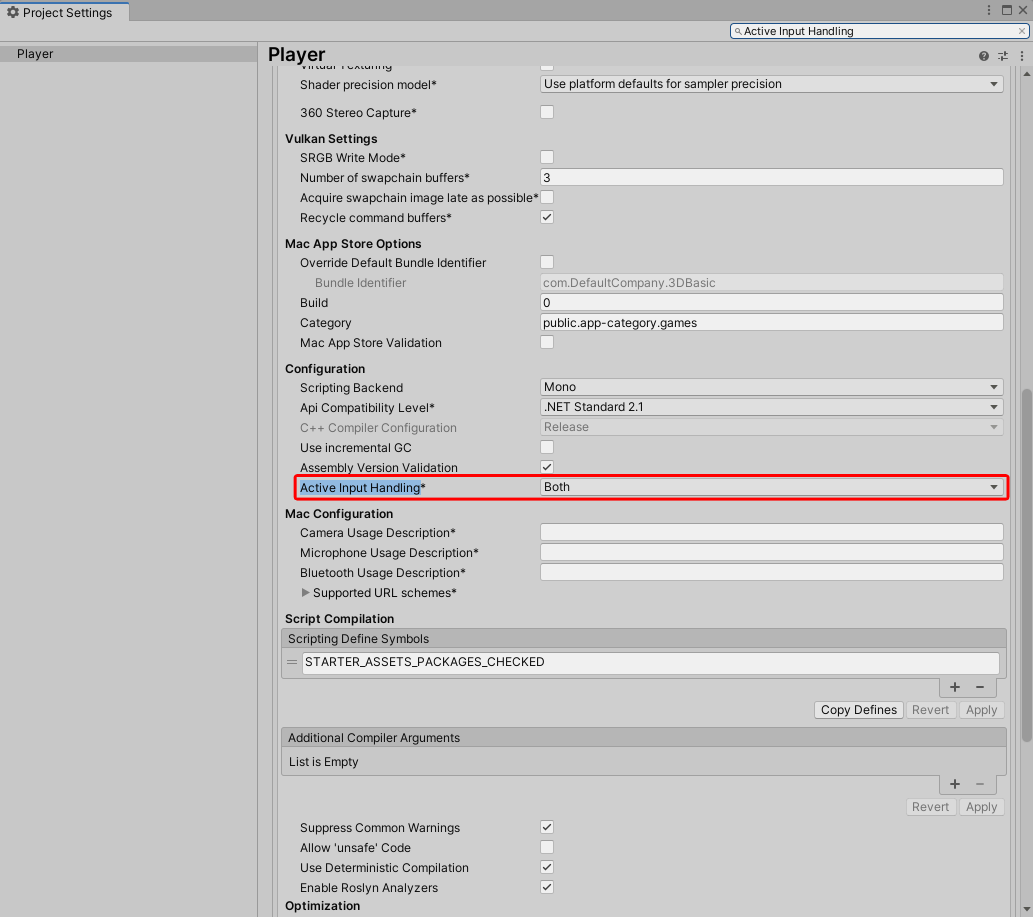 Project Settings
Active Input Handling
Player
Player
Virtual Texturing
Shader precision model* Use platform defaults for sampler precision
360 Stereo Capture*
Vulkan Settings
SRGB Write Mode*
Number of swapchain buffers* 3
Acquire swapchain image late as possible*
Recycle command buffers*
Mac App Store Options
Override Default Bundle Identifier
Bundle Identifier com.DefaultCompany.3DBasic
Build 0
Category public.app-category.games
Mac App Store Validation
Configuration
Scripting Backend Mono
Api Compatibility Level* .NET Standard 2.1
C++ Compiler Configuration Release
Use incremental GC
Assembly Version Validation
Active Input Handling* Both
Mac Configuration
Camera Usage Description*
Microphone Usage Description*
Bluetooth Usage Description*
Supported URL schemes*
Script Compilation
Scripting Define Symbols
STARTER_ASSETS_PACKAGES_CHECKED
Copy Defines Revert Apply
Additional Compiler Arguments
List is Empty
Revert Apply
Suppress Common Warnings
Allow 'unsafe' Code
Use Deterministic Compilation
Enable Roslyn Analyzers
Optimization